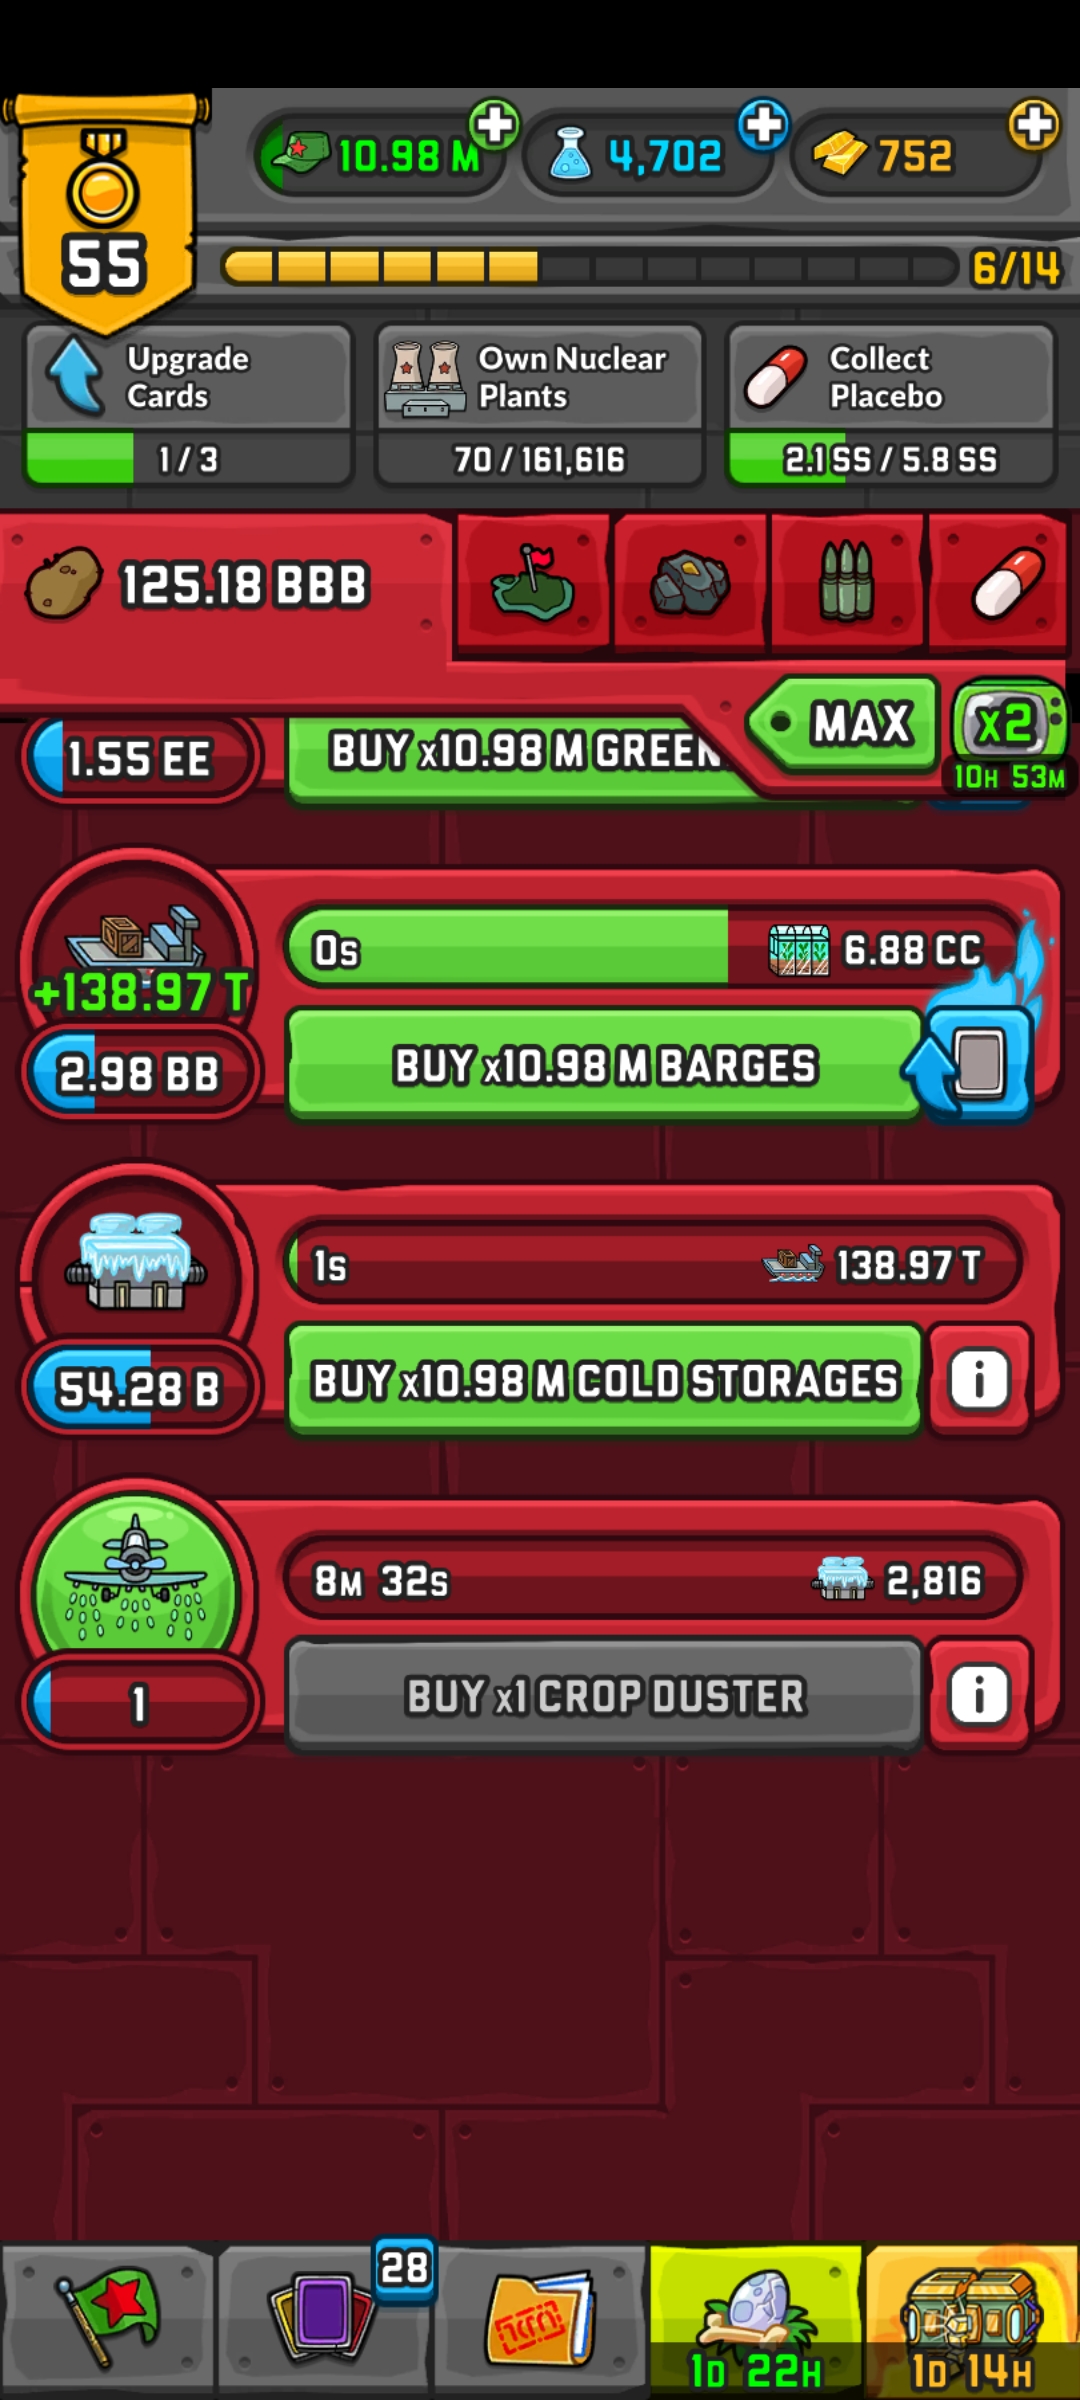 10.98 M
4,702
752
55
6/14
Upgrade
Cards
1 / 3
Own Nuclear
Plants
70 / 161,616
Collect
Placebo
2.1 SS / 5.8 SS
125.18 BBB
MAX
x2
10H 53M
1.55 EE
BUY x10.98 M GREEN
0s
6.88 CC
+138.97 T
2.98 BB
BUY x10.98 M BARGES
1s
138.97 T
54.28 B
BUY x10.98 M COLD STORAGES
i
8M 32s
2,816
1
BUY x1 CROP DUSTER
i
28
1D 22H
1D 14H